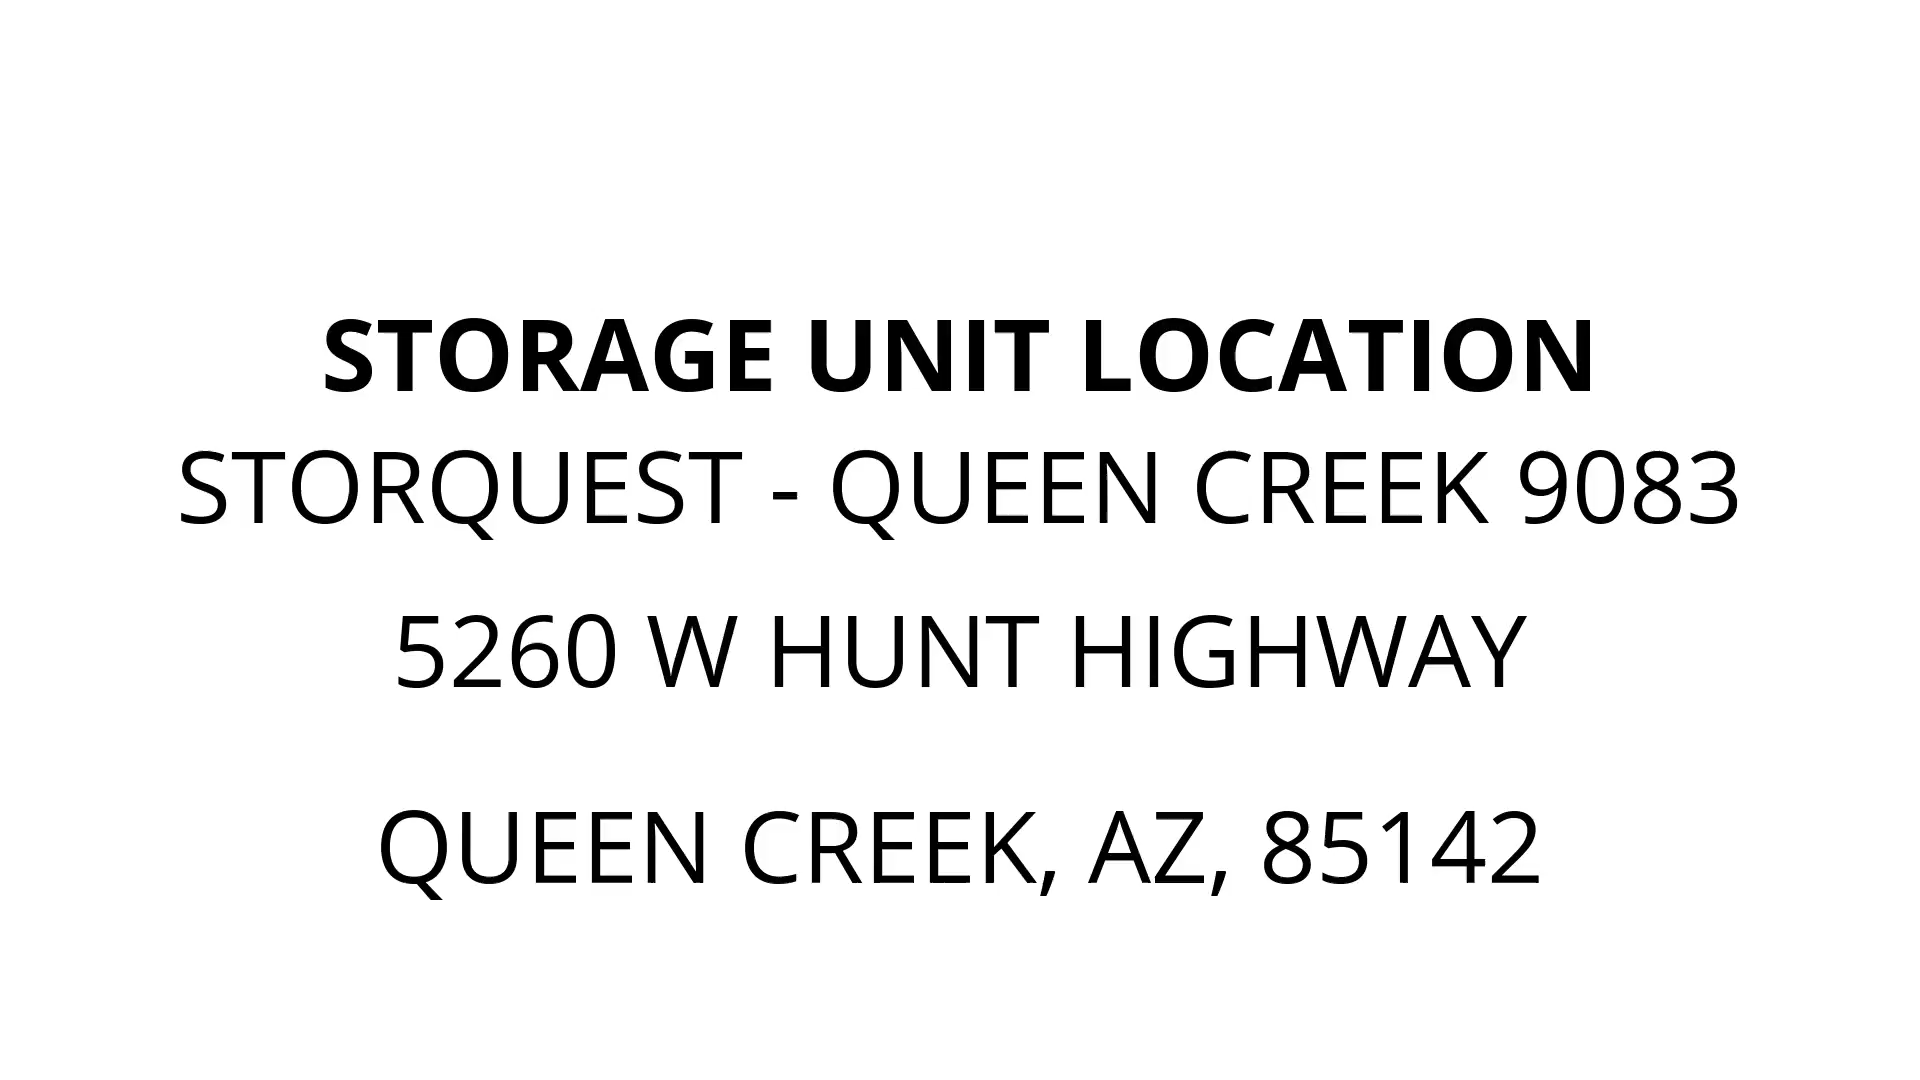 STORAGE UNIT LOCATION
STORQUEST - QUEEN CREEK 9083
5260 W HUNT HIGHWAY
QUEEN CREEK, AZ, 85142